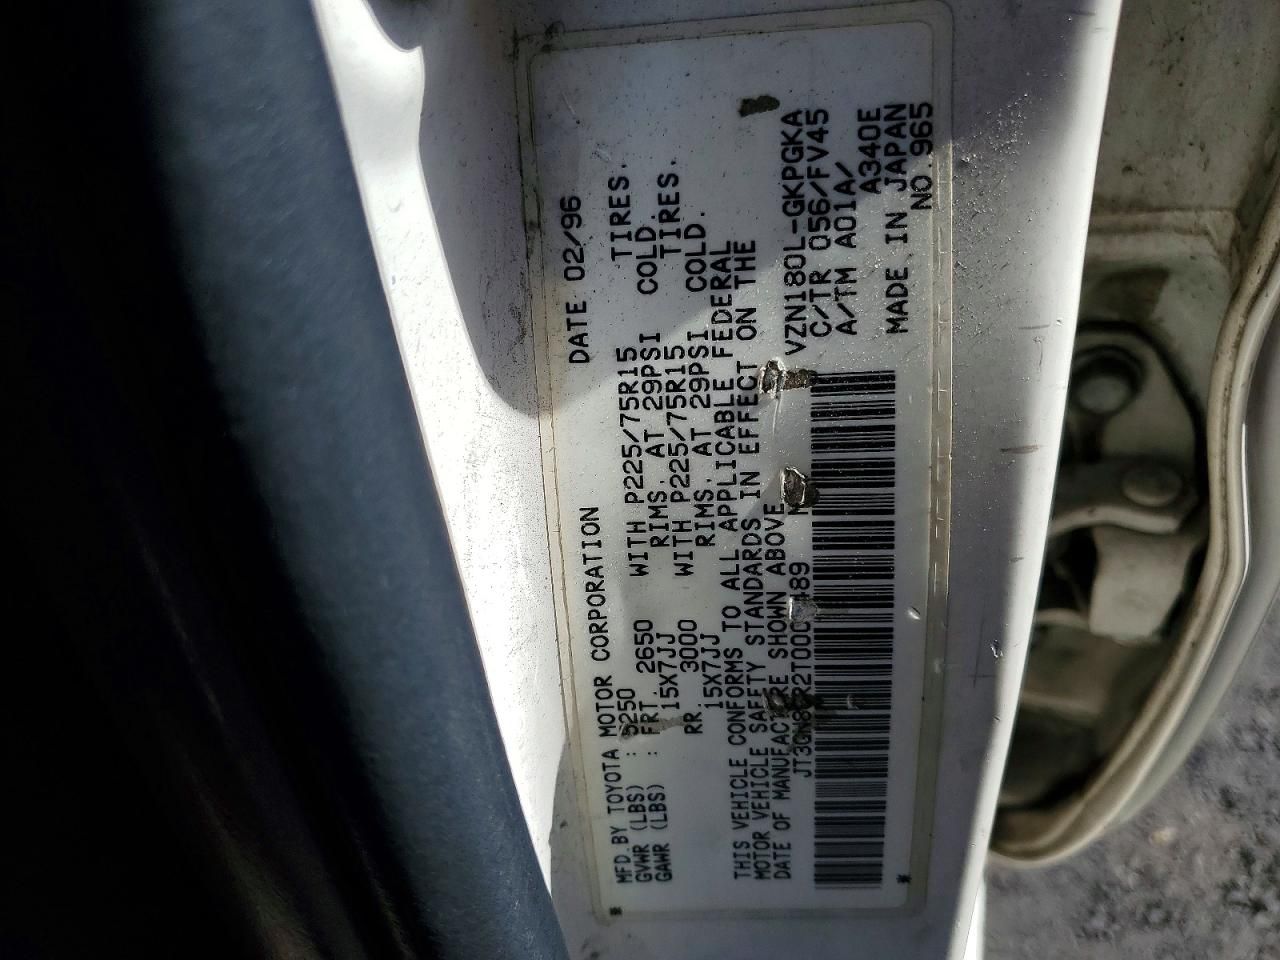 MFD. BY TOYOTA MOTOR CORPORATION DATE 02/96
GVWR (LBS) : 5250
GAWR (LBS) : FRT. 2650 WITH P225/75R15 TIRES.
15X7JJ RIMS. AT 29PSI COLD.
RR. 3000 WITH P225/75R15 TIRES.
15X7JJ RIMS. AT 29PSI COLD.
THIS VEHICLE CONFORMS TO ALL APPLICABLE FEDERAL
MOTOR VEHICLE SAFETY STANDARDS IN EFFECT ON THE
DATE OF MANUFACTURE SHOWN ABOVE.
VZN180L-GKPGKA
C/TR 056/FV45
A/TM A01A/
A340E
MADE IN JAPAN
NO. 965